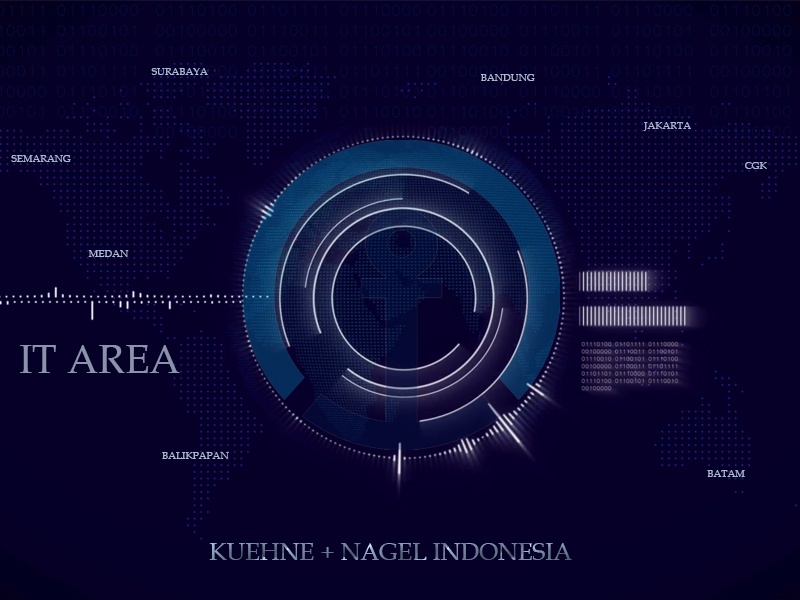 SURABAYA
BANDUNG
JAKARTA
SEMARANG
CGK
MEDAN
IT AREA
BALIKPAPAN
BATAM
KUEHNE + NAGEL INDONESIA